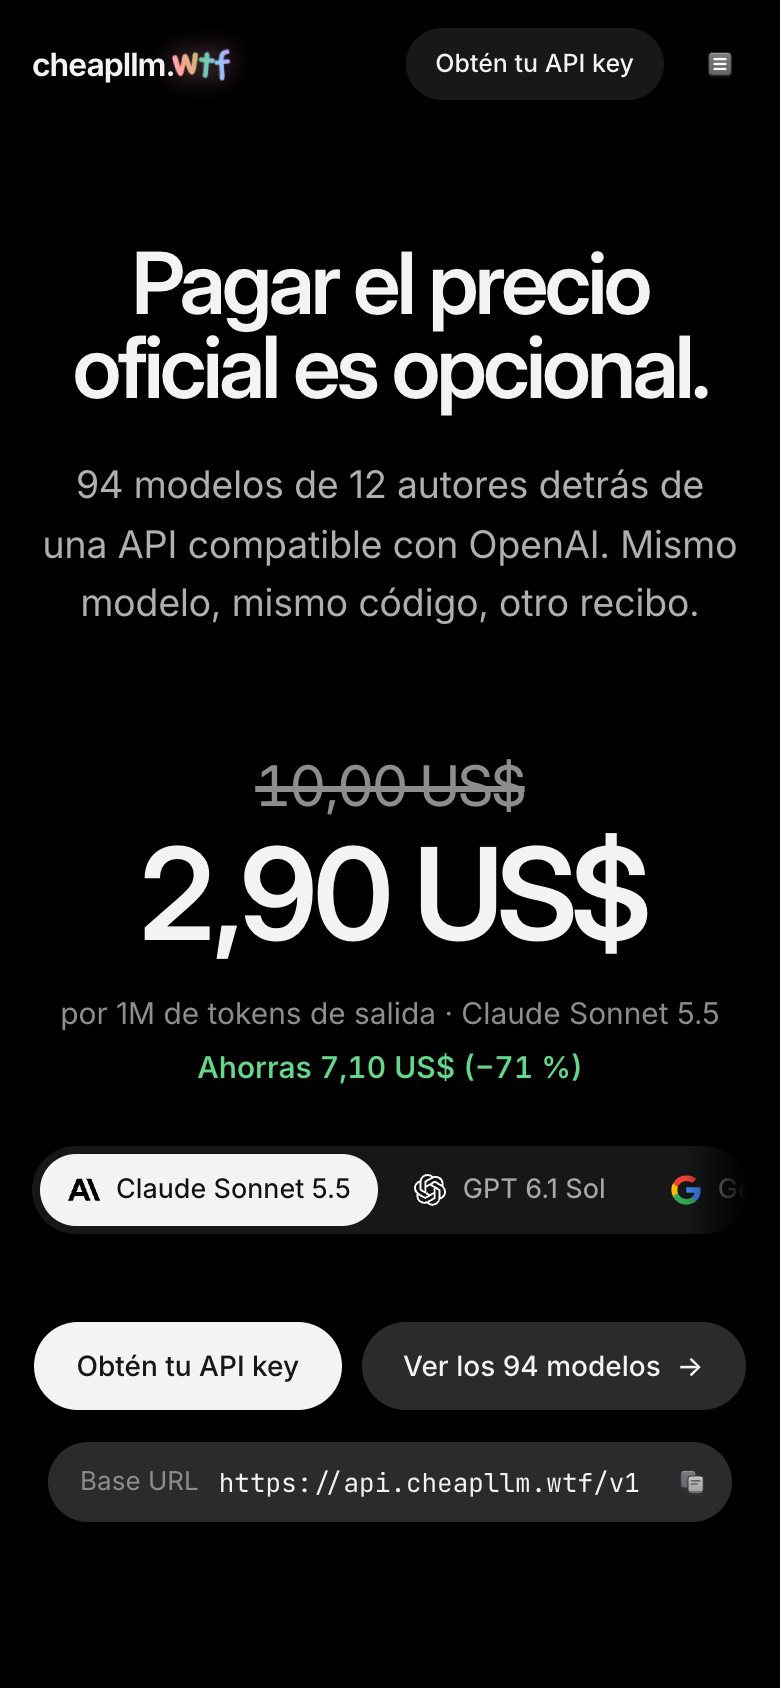 cheapllm.wtf
Obtén tu API key
Pagar el precio
oficial es opcional.
94 modelos de 12 autores detrás de
una API compatible con OpenAI. Mismo
modelo, mismo código, otro recibo.
10,00 US$
2,90 US$
por 1M de tokens de salida · Claude Sonnet 5.5
Ahorras 7,10 US$ (−71 %)
Claude Sonnet 5.5
GPT 6.1 Sol
Obtén tu API key
Ver los 94 modelos →
Base URL https://api.cheapllm.wtf/v1